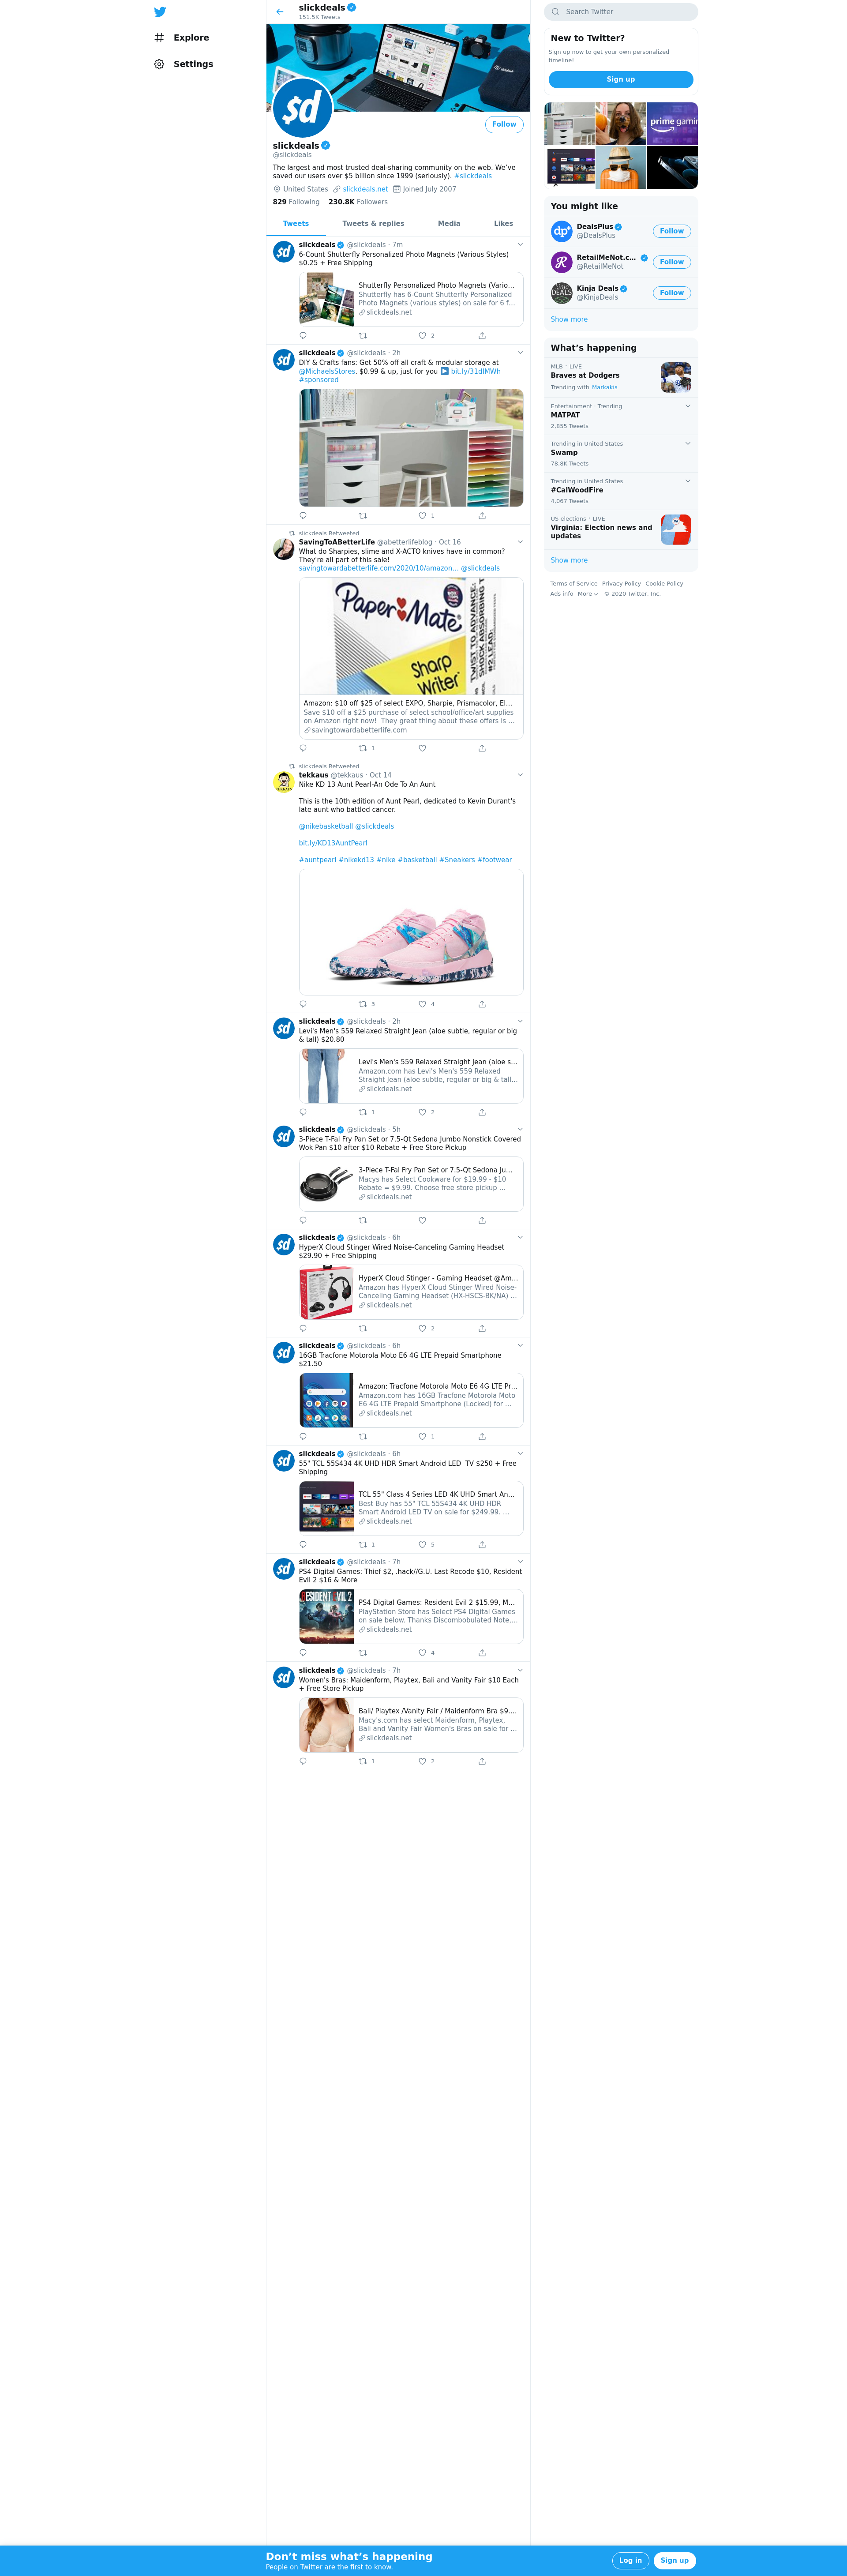 Explore
Settings
slickdeals
151.5K Tweets
$d
Follow
slickdeals
@slickdeals
The largest and most trusted deal-sharing community on the web. We've
saved our users over $5 billion since 1999 (seriously). #slickdeals
United States slickdeals.net Joined July 2007
829 Following 230.8K Followers
Tweets Tweets & replies Media Likes
slickdeals @slickdeals · 7m
6-Count Shutterfly Personalized Photo Magnets (Various Styles)
$0.25 + Free Shipping
Shutterfly Personalized Photo Magnets (Vario...
Shutterfly has 6-Count Shutterfly Personalized
Photo Magnets (various styles) on sale for 6 f...
slickdeals.net
2
slickdeals @slickdeals · 2h
DIY & Crafts fans: Get 50% off all craft & modular storage at
@MichaelsStores. $0.99 & up, just for you ▶ bit.ly/31dIMWh
#sponsored
1
slickdeals Retweeted
SavingToABetterLife @abetterlifeblog · Oct 16
What do Sharpies, slime and X-ACTO knives have in common?
They're all part of this sale!
savingtowardabetterlife.com/2020/10/amazon… @slickdeals
Paper Mate
Sharp
Writer
TWIST TO ADVANCE
SHOCK ABSORBING
#2 LEAD
Amazon: $10 off $25 of select EXPO, Sharpie, Prismacolor, El...
Save $10 off a $25 purchase of select school/office/art supplies
on Amazon right now! They great thing about these offers is ...
savingtowardabetterlife.com
1
slickdeals Retweeted
tekkaus @tekkaus · Oct 14
TEKKAUS
Nike KD 13 Aunt Pearl-An Ode To An Aunt
This is the 10th edition of Aunt Pearl, dedicated to Kevin Durant's
late aunt who battled cancer.
@nikebasketball @slickdeals
bit.ly/KD13AuntPearl
#auntpearl #nikekd13 #nike #basketball #Sneakers #footwear
3 4
slickdeals @slickdeals · 2h
Levi's Men's 559 Relaxed Straight Jean (aloe subtle, regular or big
& tall) $20.80
Levi's Men's 559 Relaxed Straight Jean (aloe s...
Amazon.com has Levi's Men's 559 Relaxed
Straight Jean (aloe subtle, regular or big & tall...
slickdeals.net
1 2
slickdeals @slickdeals · 5h
3-Piece T-Fal Fry Pan Set or 7.5-Qt Sedona Jumbo Nonstick Covered
Wok Pan $10 after $10 Rebate + Free Store Pickup
3-Piece T-Fal Fry Pan Set or 7.5-Qt Sedona Ju...
Macys has Select Cookware for $19.99 - $10
Rebate = $9.99. Choose free store pickup ...
slickdeals.net
slickdeals @slickdeals · 6h
HyperX Cloud Stinger Wired Noise-Canceling Gaming Headset
$29.90 + Free Shipping
HyperX Cloud Stinger - Gaming Headset @Am...
Amazon has HyperX Cloud Stinger Wired Noise-
Canceling Gaming Headset (HX-HSCS-BK/NA) ...
slickdeals.net
2
slickdeals @slickdeals · 6h
16GB Tracfone Motorola Moto E6 4G LTE Prepaid Smartphone
$21.50
Amazon: Tracfone Motorola Moto E6 4G LTE Pr...
Amazon.com has 16GB Tracfone Motorola Moto
E6 4G LTE Prepaid Smartphone (Locked) for ...
slickdeals.net
1
slickdeals @slickdeals · 6h
55" TCL 55S434 4K UHD HDR Smart Android LED TV $250 + Free
Shipping
TCL 55" Class 4 Series LED 4K UHD Smart An...
Best Buy has 55" TCL 55S434 4K UHD HDR
Smart Android LED TV on sale for $249.99. ...
slickdeals.net
1 5
slickdeals @slickdeals · 7h
PS4 Digital Games: Thief $2, .hack//G.U. Last Recode $10, Resident
Evil 2 $16 & More
RESIDENT EVIL 2
PS4 Digital Games: Resident Evil 2 $15.99, M...
PlayStation Store has Select PS4 Digital Games
on sale below. Thanks Discombobulated Note,...
slickdeals.net
4
slickdeals @slickdeals · 7h
Women's Bras: Maidenform, Playtex, Bali and Vanity Fair $10 Each
+ Free Store Pickup
Bali/ Playtex /Vanity Fair / Maidenform Bra $9....
Macy's.com has select Maidenform, Playtex,
Bali and Vanity Fair Women's Bras on sale for ...
slickdeals.net
1 2
Search Twitter
New to Twitter?
Sign up now to get your own personalized
timeline!
Sign up
prime gaming
You might like
DealsPlus
@DealsPlus
Follow
RetailMeNot.c...
@RetailMeNot
Follow
DEALS
Kinja Deals
@KinjaDeals
Follow
Show more
What's happening
MLB · LIVE
Braves at Dodgers
Trending with Markakis
Entertainment · Trending
MATPAT
2,855 Tweets
Trending in United States
Swamp
78.8K Tweets
Trending in United States
#CalWoodFire
4,067 Tweets
US elections · LIVE
Virginia: Election news and
updates
Show more
Terms of Service Privacy Policy Cookie Policy
Ads info More © 2020 Twitter, Inc.
Don't miss what's happening
People on Twitter are the first to know.
Log in Sign up